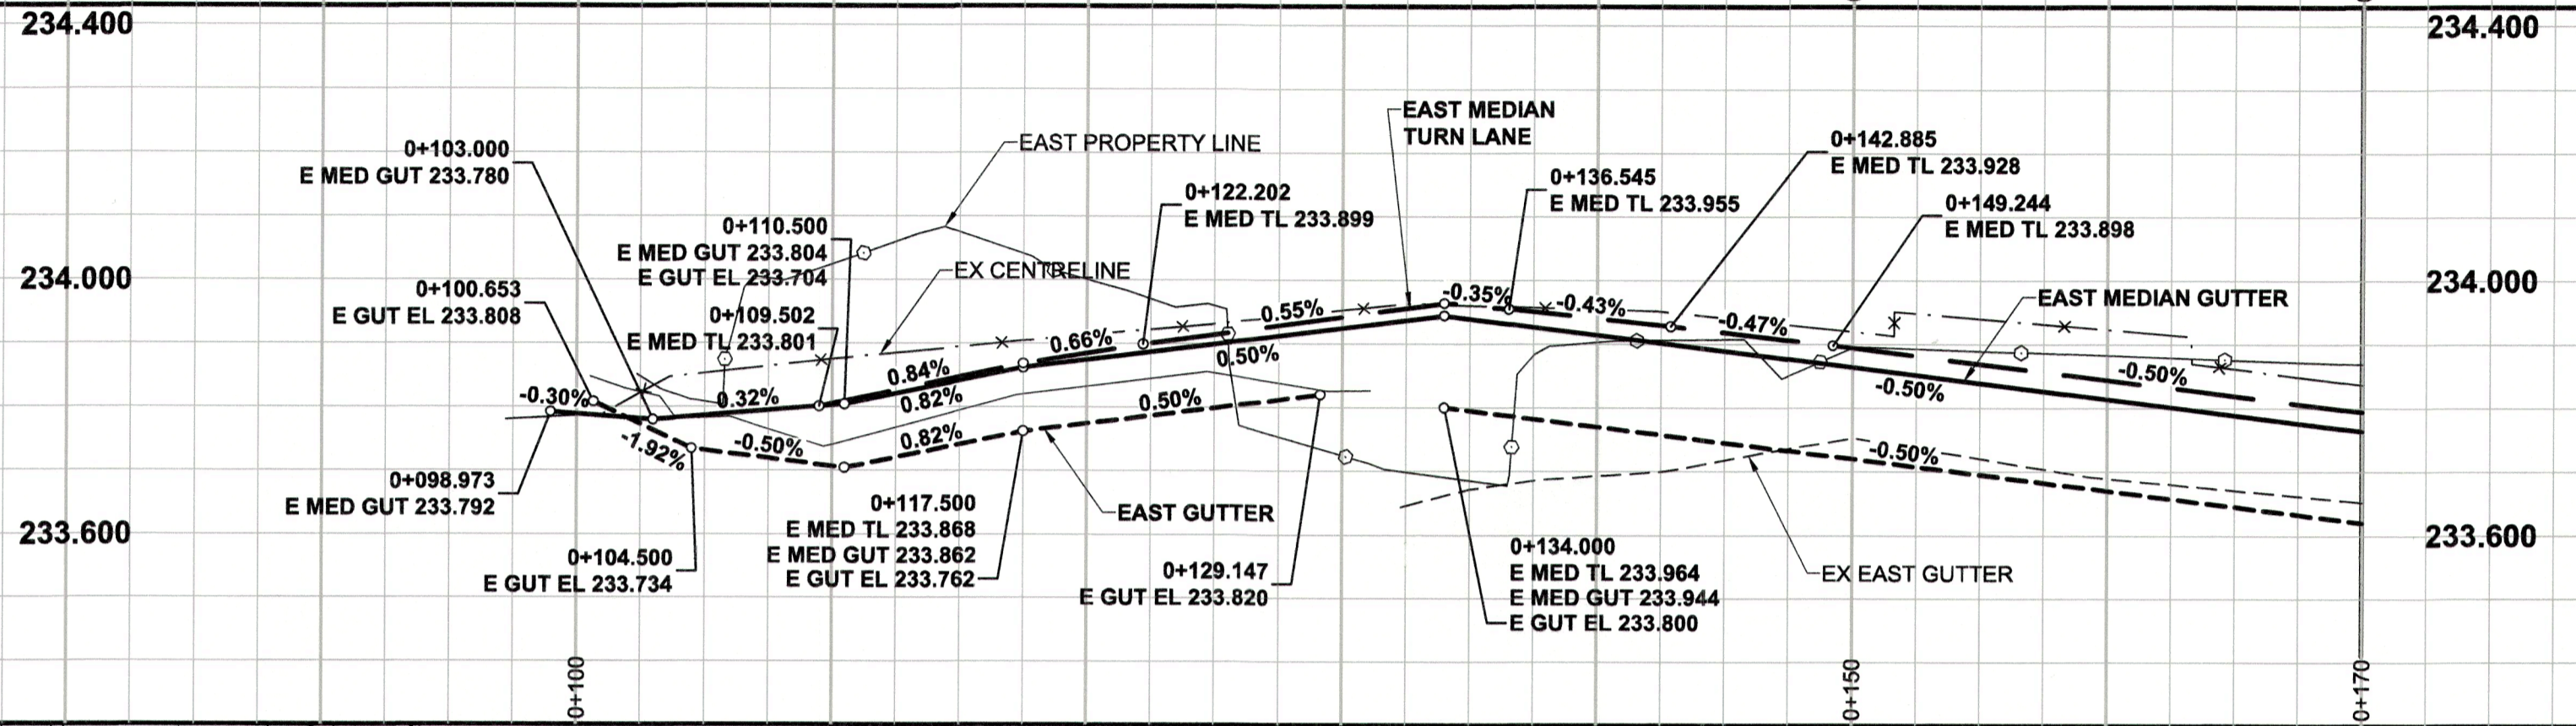 234.400
234.400
EAST MEDIAN
TURN LANE
0+103.000
E MED GUT 233.780
EAST PROPERTY LINE
0+142.885
E MED TL 233.928
0+136.545
E MED TL 233.955
0+122.202
E MED TL 233.899
0+149.244
E MED TL 233.898
0+110.500
E MED GUT 233.804
E GUT EL 233.704
EX CENTRELINE
234.000
234.000
0+100.653
E GUT EL 233.808
0+109.502
E MED TL 233.801
EAST MEDIAN GUTTER
-0.35%
-0.43%
0.55%
-0.47%
0.66%
0.50%
0.84%
-0.50%
-0.30%
0.32%
0.82%
0.50%
-0.50%
-1.92%
-0.50%
0.82%
-0.50%
0+098.973
E MED GUT 233.792
0+117.500
E MED TL 233.868
E MED GUT 233.862
E GUT EL 233.762
EAST GUTTER
233.600
233.600
0+104.500
E GUT EL 233.734
0+129.147
E GUT EL 233.820
0+134.000
E MED TL 233.964
E MED GUT 233.944
E GUT EL 233.800
EX EAST GUTTER
0+100
0+150
0+170